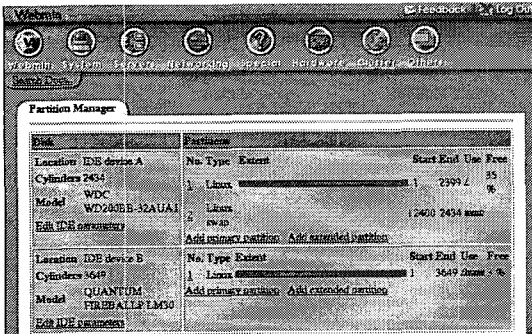 Webmin
Feedback Log Out
Webmin System Servers Networking Special Hardware Cluster Others
Search Docs..
Partition Manager
Disk Partitions
Location IDE device A
Cylinders 2434
Model WDC WD200BB-32AUA1
Edit IDE parameters
No. Type Extent Start End Use Free
1 Linux 1 2399 / 35 %
2 Linux swap 2400 2434
Add primary partition Add extended partition
Location IDE device B
Cylinders 3649
Model QUANTUM FIREBALLP LM30
Edit IDE parameters
No. Type Extent Start End Use Free
1 Linux 1 3649 %
Add primary partition Add extended partition